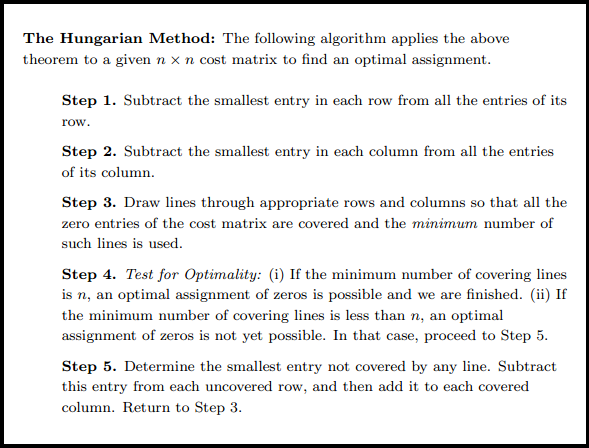 The Hungarian Method: The following algorithm applies the above
theorem to a given n × n cost matrix to find an optimal assignment.
Step 1. Subtract the smallest entry in each row from all the entries of its
row.
Step 2. Subtract the smallest entry in each column from all the entries
of its column.
Step 3. Draw lines through appropriate rows and columns so that all the
zero entries of the cost matrix are covered and the minimum number of
such lines is used.
Step 4. Test for Optimality: (i) If the minimum number of covering lines
is n, an optimal assignment of zeros is possible and we are finished. (ii) If
the minimum number of covering lines is less than n, an optimal
assignment of zeros is not yet possible. In that case, proceed to Step 5.
Step 5. Determine the smallest entry not covered by any line. Subtract
this entry from each uncovered row, and then add it to each covered
column. Return to Step 3.